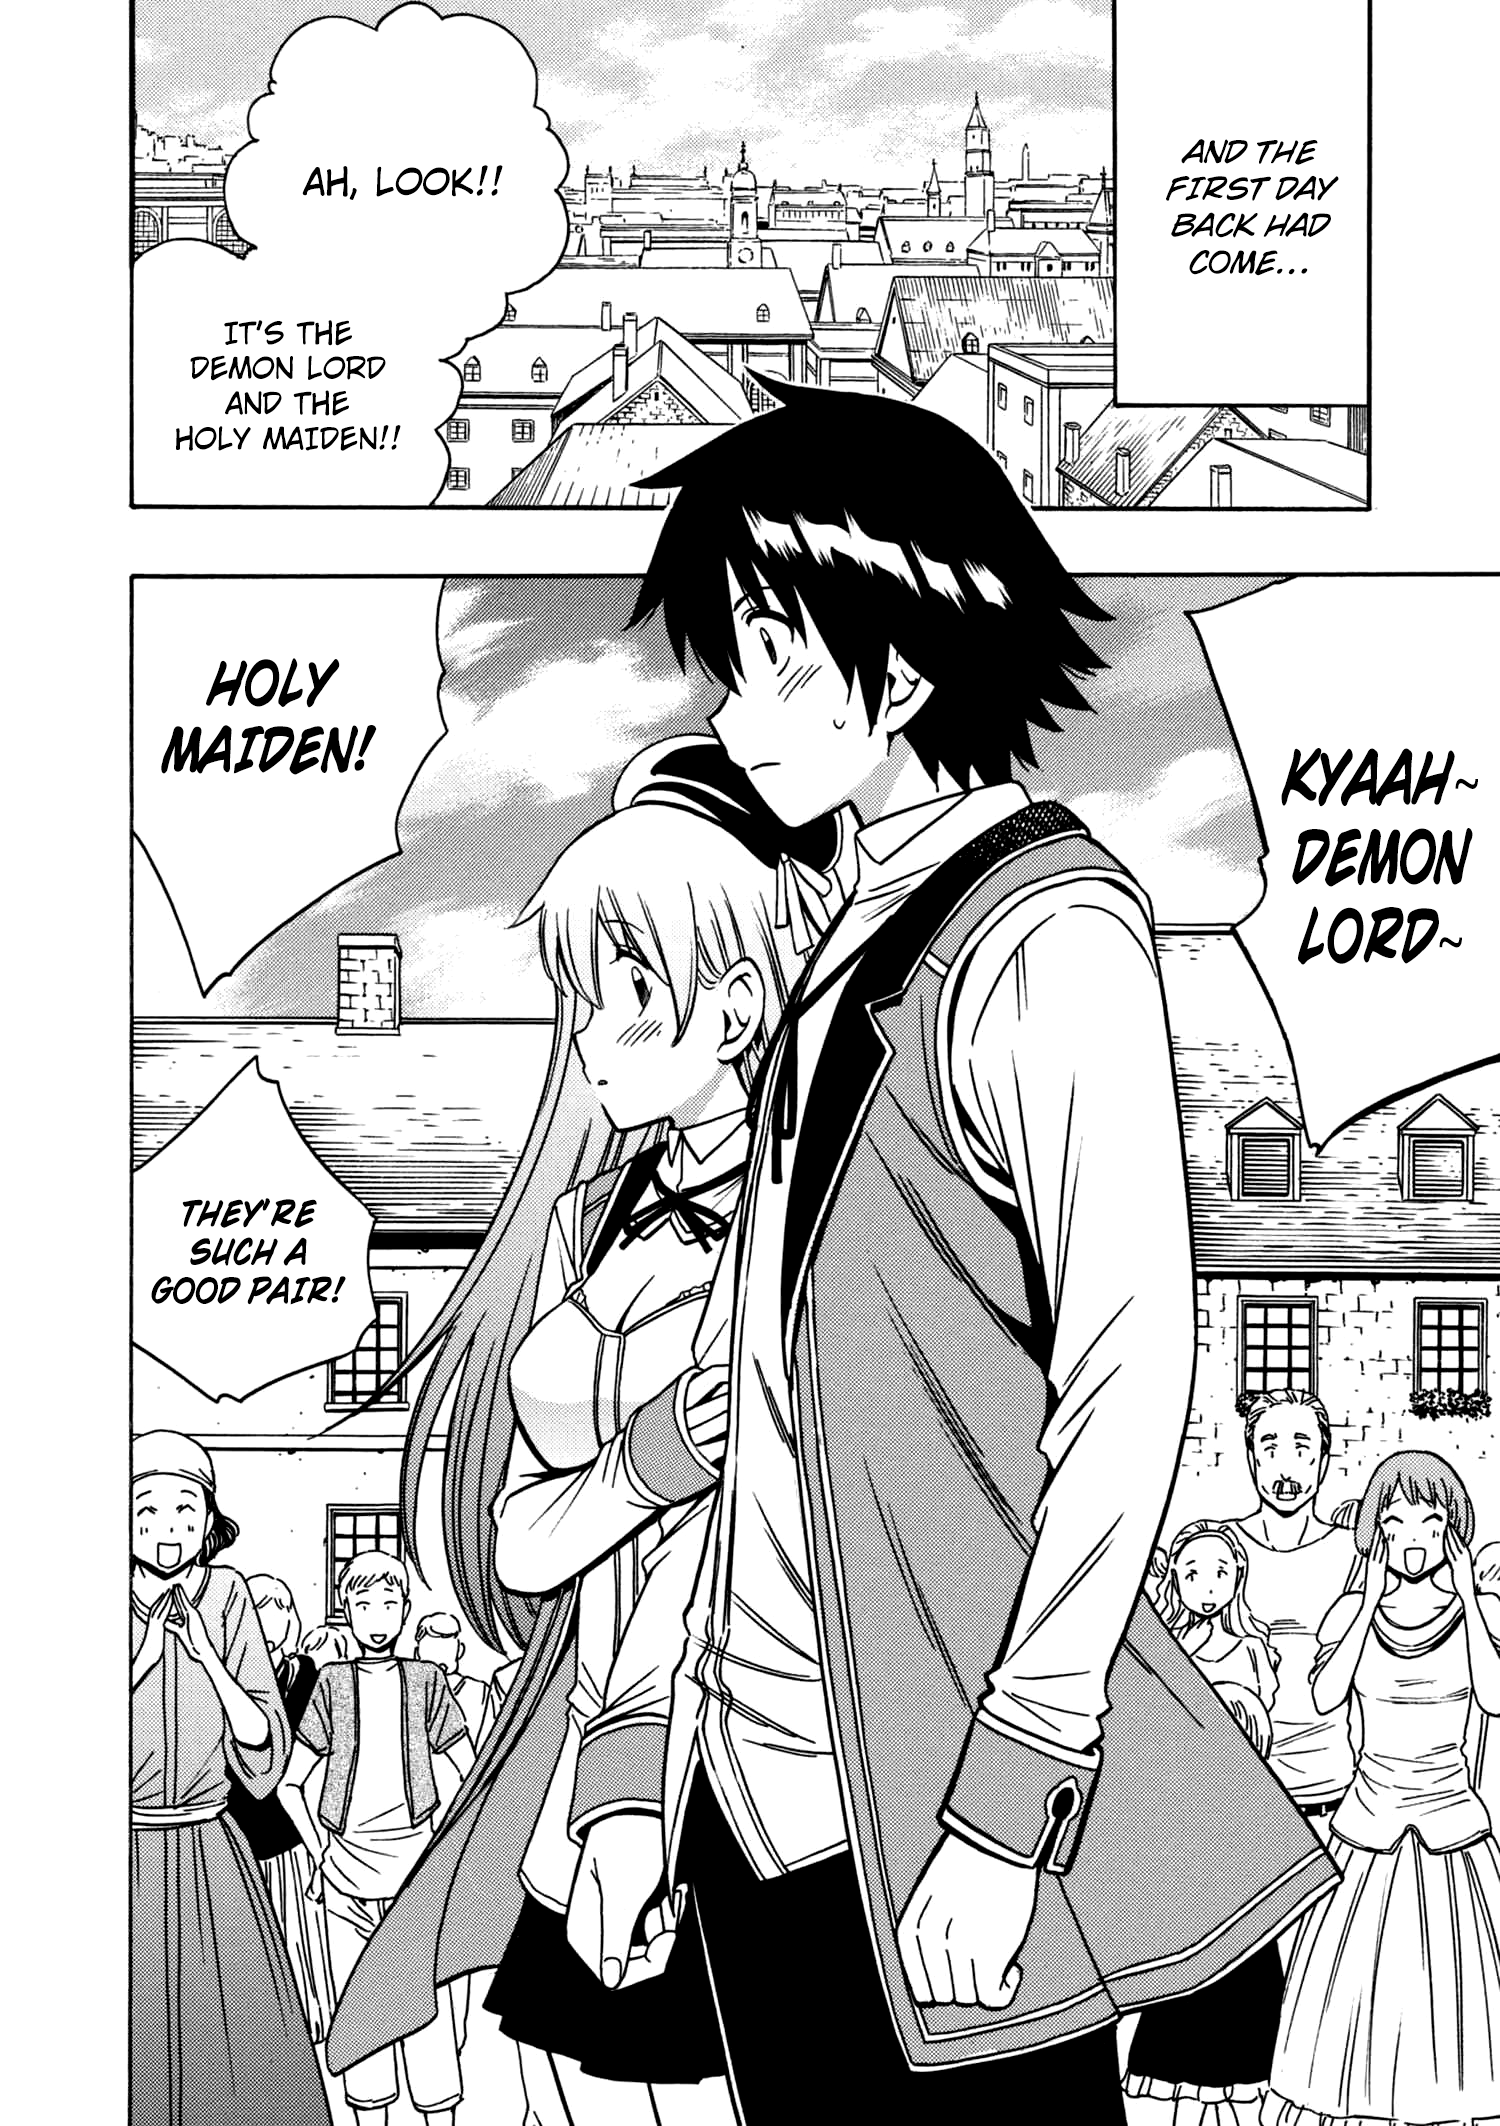 AND THE
FIRST DAY
BACK HAD
COME...
AH, LOOK!!
IT'S THE
DEMON LORD
AND THE
HOLY MAIDEN!!
KYAAH~
DEMON
LORD~
HOLY
MAIDEN!
THEY'RE
SUCH A
GOOD PAIR!